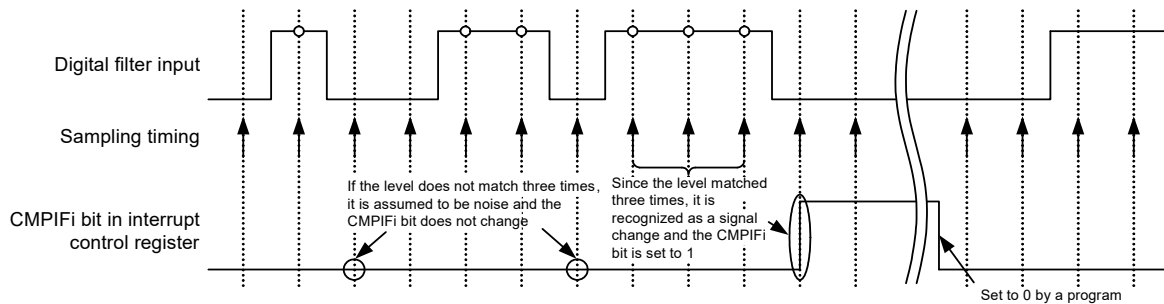 Digital filter input
Sampling timing
If the level does not match three times,
it is assumed to be noise and the
CMPIFi bit does not change
Since the level matched
three times, it is
recognized as a signal
change and the CMPIFi
bit is set to 1
CMPIFi bit in interrupt
control register
Set to 0 by a program